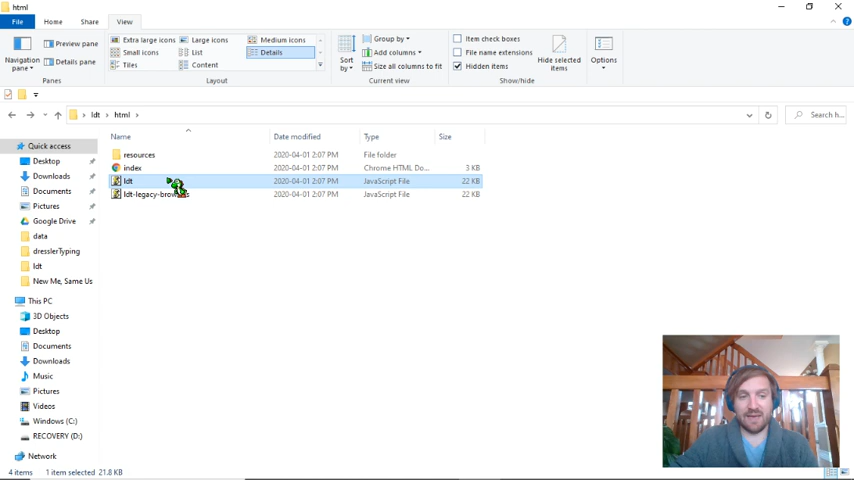 html
File
Home
Share
View
Navigation pane
Preview pane
Details pane
Panes
Extra large icons
Large icons
Medium icons
Small icons
List
Details
Tiles
Content
Layout
Sort by
Group by
Add columns
Size all columns to fit
Current view
Item check boxes
File name extensions
Hidden items
Hide selected items
Show/hide
Options
ldt > html >
Search h...
Name Date modified Type Size
resources 2020-04-01 2:07 PM File folder
index 2020-04-01 2:07 PM Chrome HTML Do... 3 KB
ldt 2020-04-01 2:07 PM JavaScript File 22 KB
ldt-legacy-browsers 2020-04-01 2:07 PM JavaScript File 22 KB
Quick access
Desktop
Downloads
Documents
Pictures
Google Drive
data
dresslerTyping
ldt
New Me, Same Us
This PC
3D Objects
Desktop
Documents
Downloads
Music
Pictures
Videos
Windows (C:)
RECOVERY (D:)
Network
4 items 1 item selected 21.8 KB